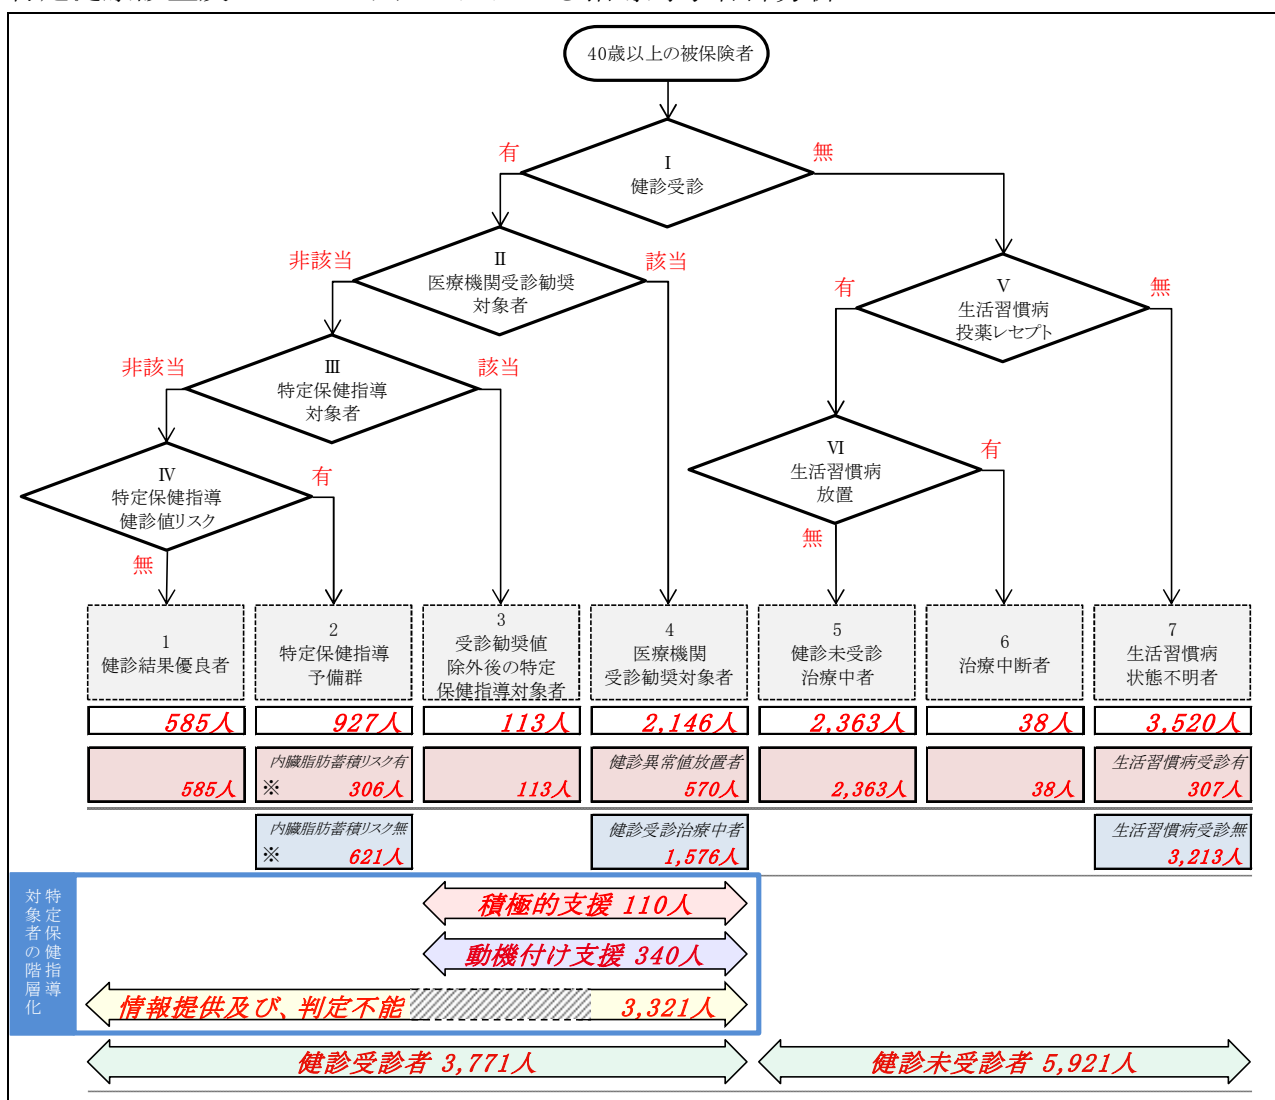 40歳以上の被保険者
Ⅰ
健診受診
有
無
Ⅱ
医療機関受診勧奨
対象者
非該当
該当
Ⅴ
生活習慣病
投薬レセプト
有
無
Ⅲ
特定保健指導
対象者
非該当
該当
Ⅵ
生活習慣病
放置
有
無
Ⅳ
特定保健指導
健診値リスク
有
無
1
健診結果優良者
2
特定保健指導
予備群
3
受診勧奨値
除外後の特定
保健指導対象者
4
医療機関
受診勧奨対象者
5
健診未受診
治療中者
6
治療中断者
7
生活習慣病
状態不明者
585人
927人
113人
2,146人
2,363人
38人
3,520人
585人
内臓脂肪蓄積リスク有
※ 306人
113人
健診異常値放置者
570人
2,363人
38人
生活習慣病受診有
307人
内臓脂肪蓄積リスク無
※ 621人
健診受診治療中者
1,576人
生活習慣病受診無
3,213人
特定保健指導
対象者の階層化
積極的支援 110人
動機付け支援 340人
情報提供及び、判定不能 3,321人
健診受診者 3,771人
健診未受診者 5,921人